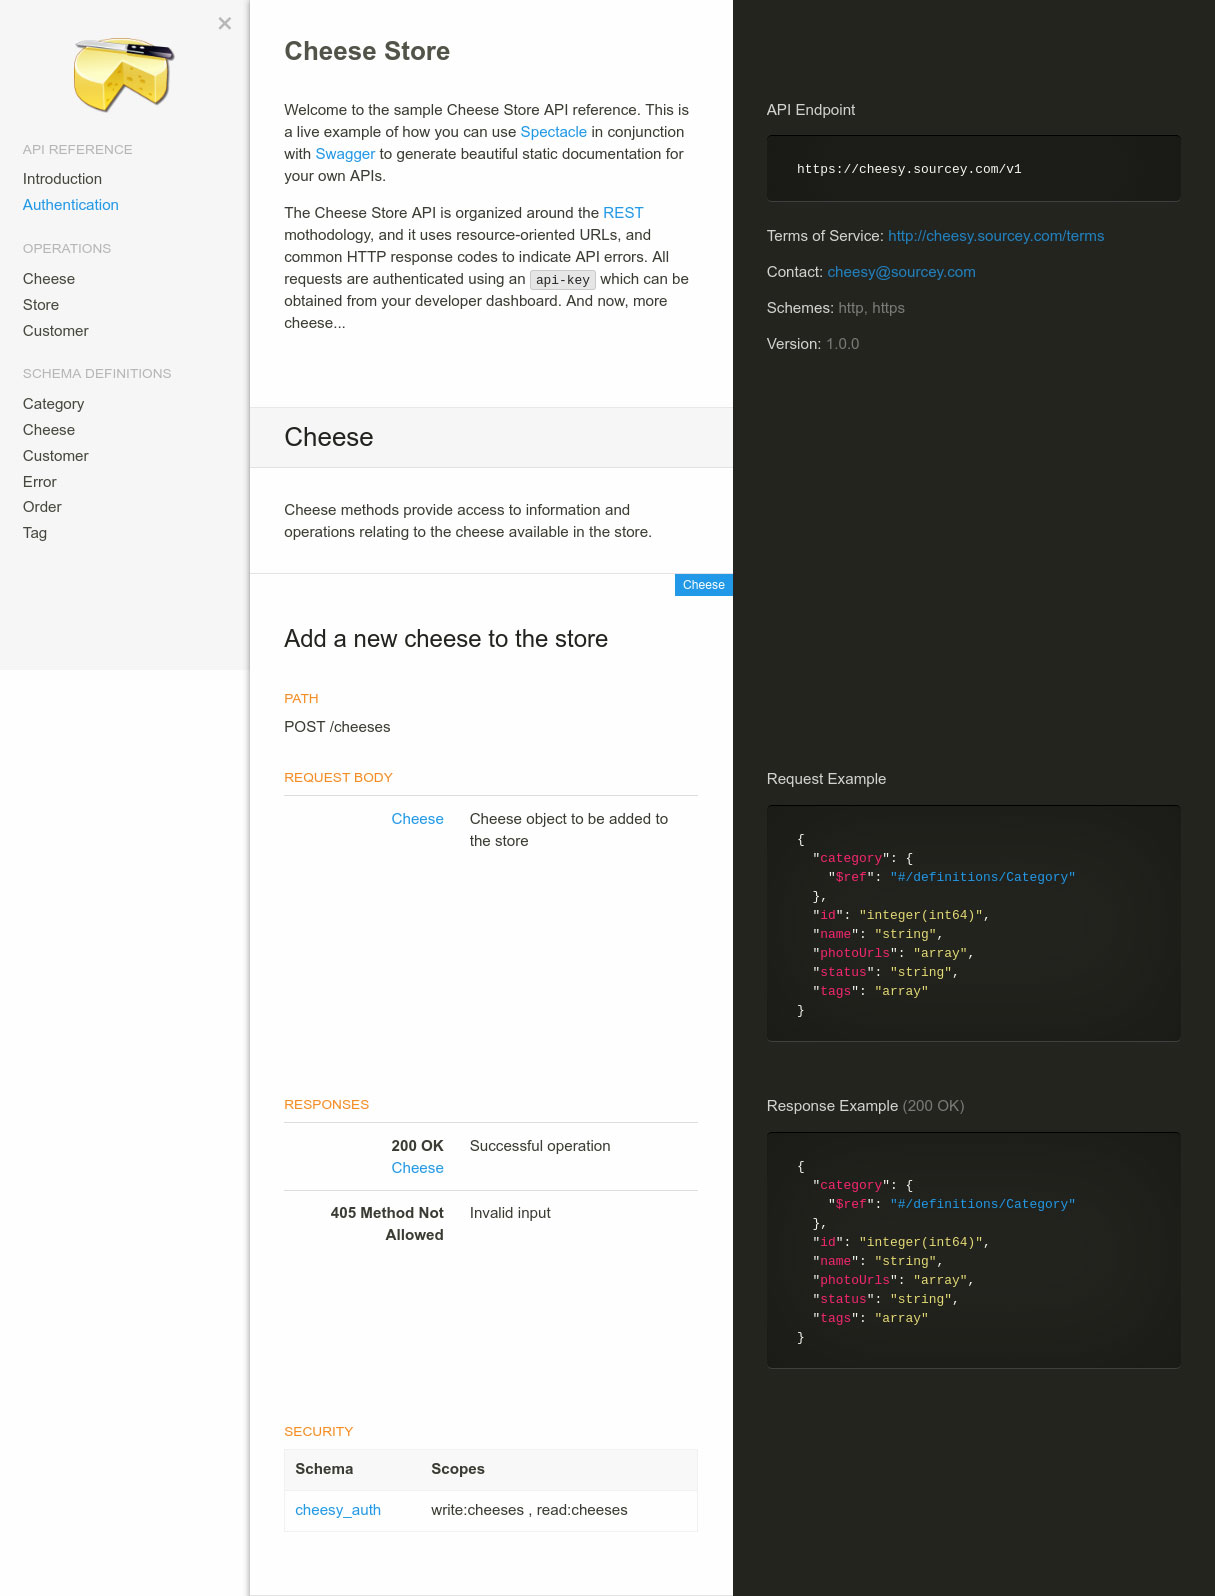 ×
API REFERENCE
Introduction
Authentication
OPERATIONS
Cheese
Store
Customer
SCHEMA DEFINITIONS
Category
Cheese
Customer
Error
Order
Tag
Cheese Store
Welcome to the sample Cheese Store API reference. This is
a live example of how you can use Spectacle in conjunction
with Swagger to generate beautiful static documentation for
your own APIs.
The Cheese Store API is organized around the REST
mothodology, and it uses resource-oriented URLs, and
common HTTP response codes to indicate API errors. All
requests are authenticated using an api-key which can be
obtained from your developer dashboard. And now, more
cheese...
API Endpoint
https://cheesy.sourcey.com/v1
Terms of Service: http://cheesy.sourcey.com/terms
Contact: cheesy@sourcey.com
Schemes: http, https
Version: 1.0.0
Cheese
Cheese methods provide access to information and
operations relating to the cheese available in the store.
Cheese
Add a new cheese to the store
PATH
POST /cheeses
REQUEST BODY
Cheese
Cheese object to be added to
the store
Request Example
{
  "category": {
    "$ref": "#/definitions/Category"
  },
  "id": "integer(int64)",
  "name": "string",
  "photoUrls": "array",
  "status": "string",
  "tags": "array"
}
RESPONSES
200 OK
Cheese
Successful operation
405 Method Not
Allowed
Invalid input
Response Example (200 OK)
{
  "category": {
    "$ref": "#/definitions/Category"
  },
  "id": "integer(int64)",
  "name": "string",
  "photoUrls": "array",
  "status": "string",
  "tags": "array"
}
SECURITY
Schema Scopes
cheesy_auth write:cheeses , read:cheeses